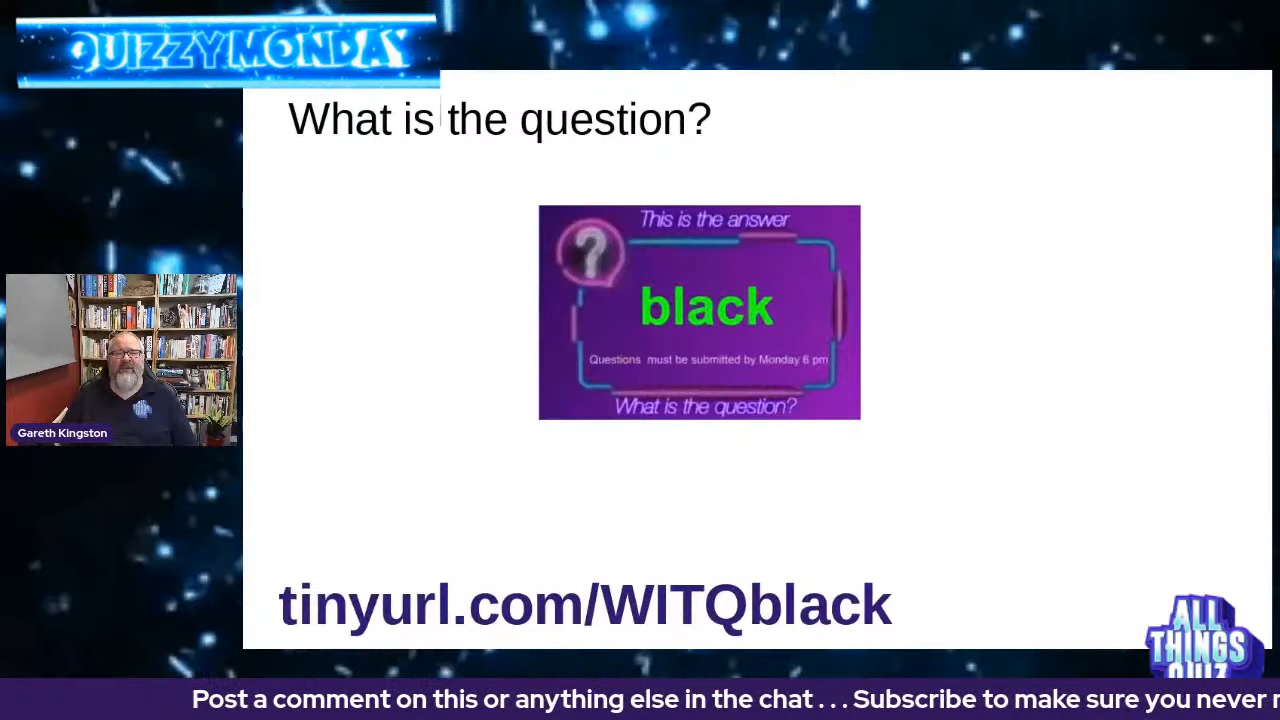 QUIZZY MONDAY
What is the question?
This is the answer
?
black
Questions must be submitted by Monday 6 pm
What is the question?
Gareth Kingston
tinyurl.com/WITQblack
ALL
THINGS
QUIZ
Post a comment on this or anything else in the chat . . . Subscribe to make sure you never